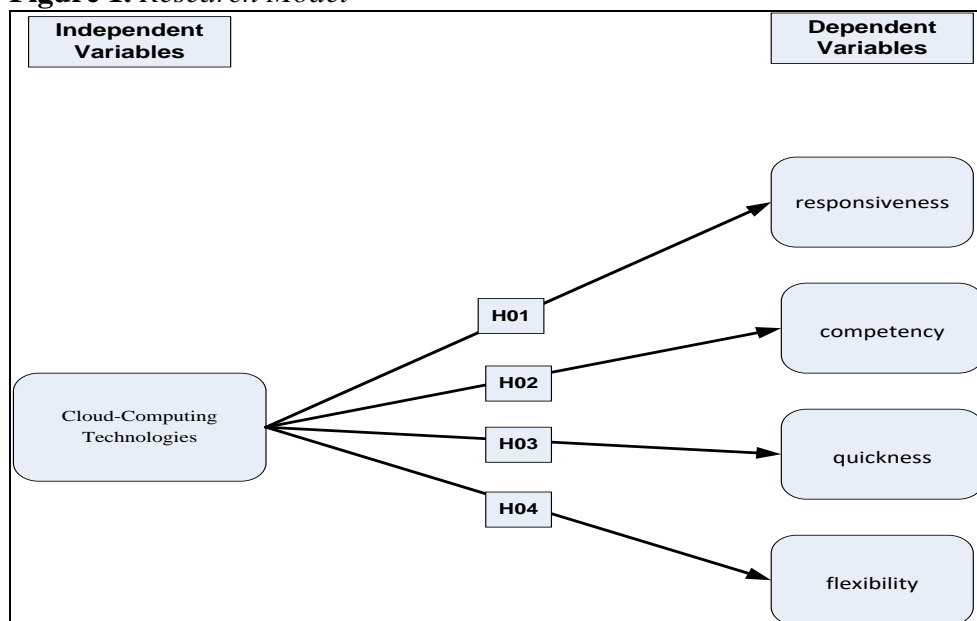 Figure 1. Research Model
Independent
Variables
Dependent
Variables
responsiveness
H01
competency
H02
Cloud-Computing
Technologies
H03
quickness
H04
flexibility